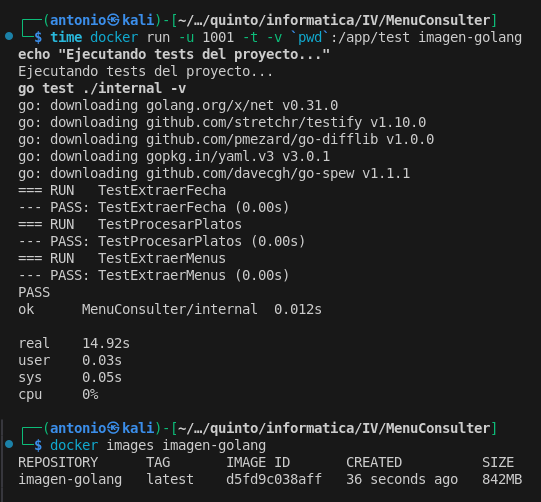 ┌──(antonio㉿kali)-[~/…/quinto/informatica/IV/MenuConsulter]
└─$ time docker run -u 1001 -t -v `pwd`:/app/test imagen-golang
echo "Ejecutando tests del proyecto..."
Ejecutando tests del proyecto...
go test ./internal -v
go: downloading golang.org/x/net v0.31.0
go: downloading github.com/stretchr/testify v1.10.0
go: downloading github.com/pmezard/go-difflib v1.0.0
go: downloading gopkg.in/yaml.v3 v3.0.1
go: downloading github.com/davecgh/go-spew v1.1.1
=== RUN   TestExtraerFecha
--- PASS: TestExtraerFecha (0.00s)
=== RUN   TestProcesarPlatos
--- PASS: TestProcesarPlatos (0.00s)
=== RUN   TestExtraerMenus
--- PASS: TestExtraerMenus (0.00s)
PASS
ok      MenuConsulter/internal  0.012s
real    14.92s
user    0.03s
sys     0.05s
cpu     0%
┌──(antonio㉿kali)-[~/…/quinto/informatica/IV/MenuConsulter]
└─$ docker images imagen-golang
REPOSITORY      TAG       IMAGE ID       CREATED          SIZE
imagen-golang   latest    d5fd9c038aff   36 seconds ago   842MB